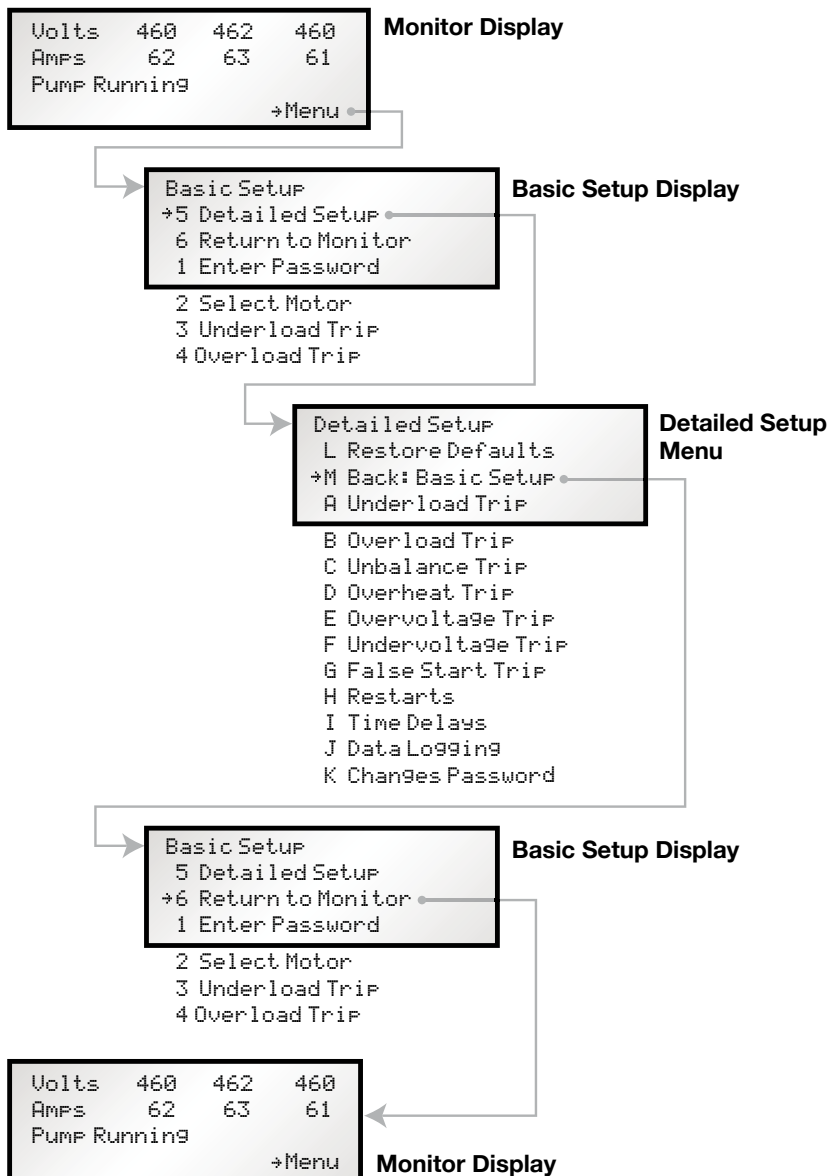 Volts 460 462 460
Amps 62 63 61
Pump Running
→Menu
Monitor Display
Basic Setup
→5 Detailed Setup
6 Return to Monitor
1 Enter Password
2 Select Motor
3 Underload Trip
4 Overload Trip
Basic Setup Display
Detailed Setup
L Restore Defaults
→M Back: Basic Setup
A Underload Trip
B Overload Trip
C Unbalance Trip
D Overheat Trip
E Overvoltage Trip
F Undervoltage Trip
G False Start Trip
H Restarts
I Time Delays
J Data Logging
K Changes Password
Detailed Setup
Menu
Basic Setup
5 Detailed Setup
→6 Return to Monitor
1 Enter Password
2 Select Motor
3 Underload Trip
4 Overload Trip
Basic Setup Display
Volts 460 462 460
Amps 62 63 61
Pump Running
→Menu
Monitor Display